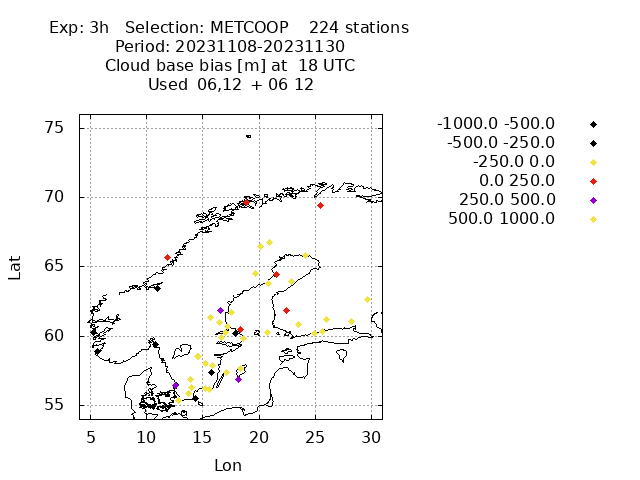 Exp: 3h   Selection: METCOOP    224 stations
Period: 20231108-20231130
Cloud base bias [m] at  18 UTC
Used  06,12  + 06 12
-1000.0 -500.0
-500.0 -250.0
-250.0 0.0
0.0 250.0
250.0 500.0
500.0 1000.0
75
70
65
60
55
Lat
5 10 15 20 25 30
Lon